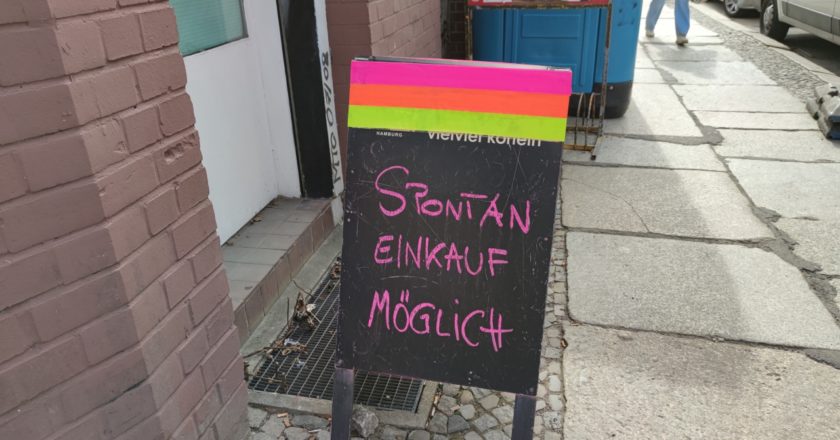 HAMBURG
SPONTAN
EINKAUF
MÖGLICH